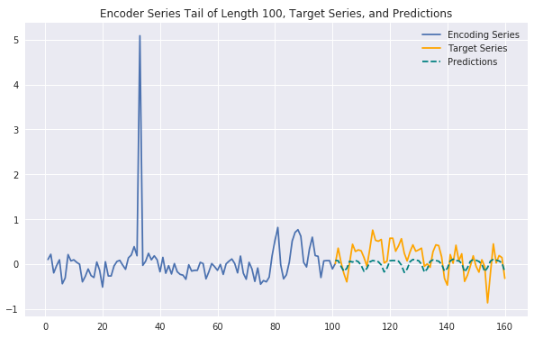 Encoder Series Tail of Length 100, Target Series, and Predictions
Encoding Series
Target Series
Predictions
5
4
3
2
1
0
−1
0 20 40 60 80 100 120 140 160